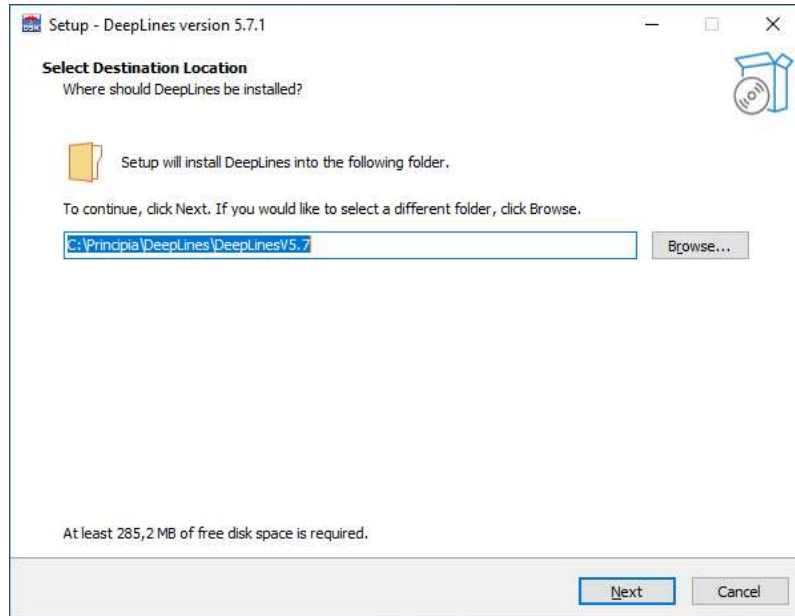 Setup - DeepLines version 5.7.1
Select Destination Location
Where should DeepLines be installed?
Setup will install DeepLines into the following folder.
To continue, click Next. If you would like to select a different folder, click Browse.
C:\Principia\DeepLines\DeepLinesV5.7
Browse...
At least 285,2 MB of free disk space is required.
Next
Cancel